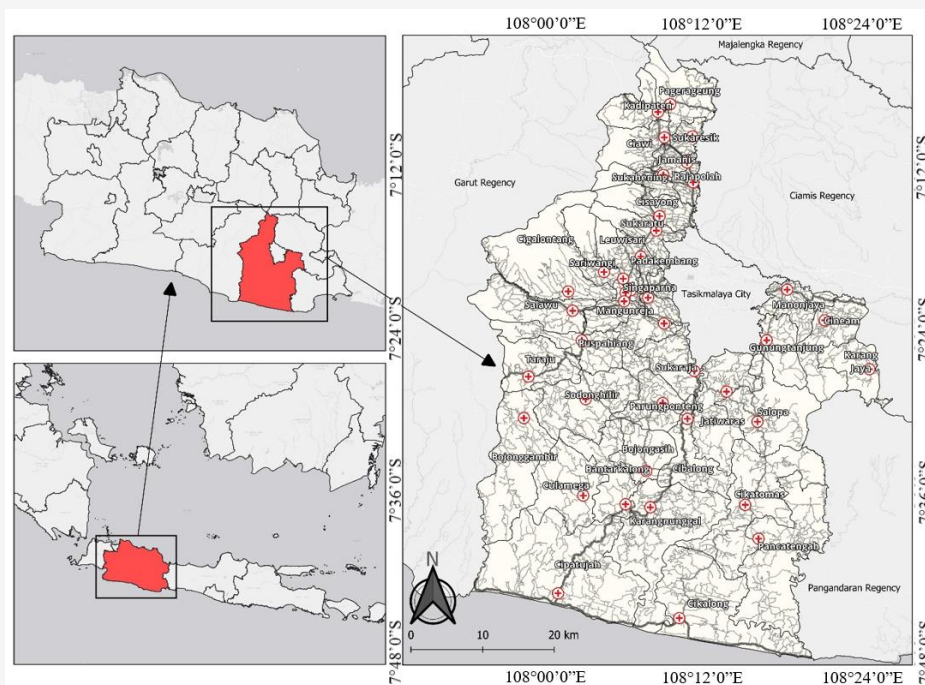 108°00’0”E
108°12’0”E
108°24’0”E
Majalengka Regency
Pagerageung
Kadipaten
Sukaresik
Ciawi
Jamanis
7°12’0”S
7°12’0”S
Sukahening
Rajapolah
Garut Regency
Ciamis Regency
Cisayong
Sukaratu
Cigalontang
Leuwisari
Sariwangi
Padakembang
Singaparna
Tasikmalaya City
Salawu
Mangunreja
Manonjaya
Cineam
7°24’0”S
7°24’0”S
Puspahiang
Gunungtanjung
Karang
Jaya
Taraju
Sukaraja
Sodonghilir
Parungponteng
Jatiwaras
Salopa
Bojonggambir
Bojongasih
Bantarkalong
Cibalong
7°36’0”S
7°36’0”S
Culamega
Cikatomas
Karangnunggal
Pancatengah
Cipatujah
Pangandaran Regency
N
Cikalong
0
10
20 km
7°48’0”S
7°48’0”S
108°00’0”E
108°12’0”E
108°24’0”E